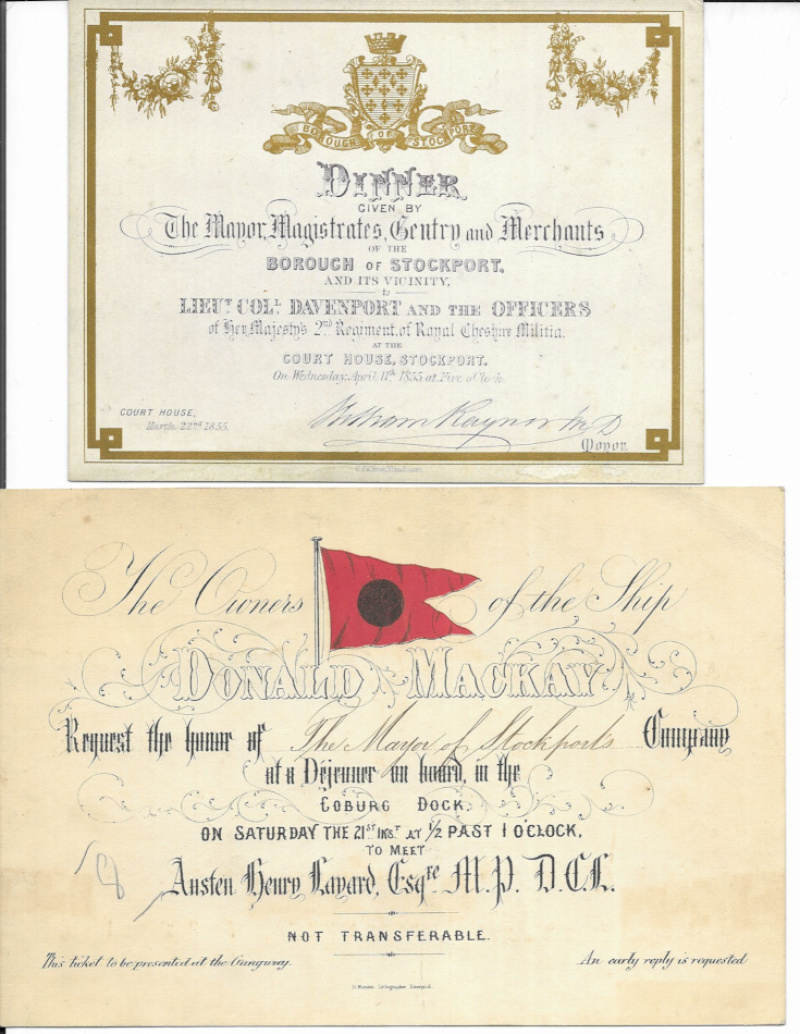 BOROUGH OF STOCKPORT
DINNER
GIVEN BY
The Mayor, Magistrates, Gentry and Merchants
OF THE
BOROUGH OF STOCKPORT,
AND ITS VICINITY,
to
LIEUT. COLL. DAVENPORT AND THE OFFICERS
of Her Majesty's 2nd Regiment, of Royal Cheshire Militia.
AT THE
COURT HOUSE, STOCKPORT.
On Wednesday, April 11th 1855, at Five o'Clock.
COURT HOUSE,
March, 22nd 1855.
William Raynor M D
Mayor.
The Owners of the Ship
DONALD MACKAY
Request the honor of The Mayor of Stockport's Company
at a Déjeuner on board, in the
COBURG DOCK,
ON SATURDAY THE 21ST INST AT 1/2 PAST 1 O'CLOCK,
TO MEET
Austen Henry Layard, Esqre. M.P. D.C.L.
NOT TRANSFERABLE.
This ticket to be presented at the Gangway.
An early reply is requested
Lithographer Liverpool.